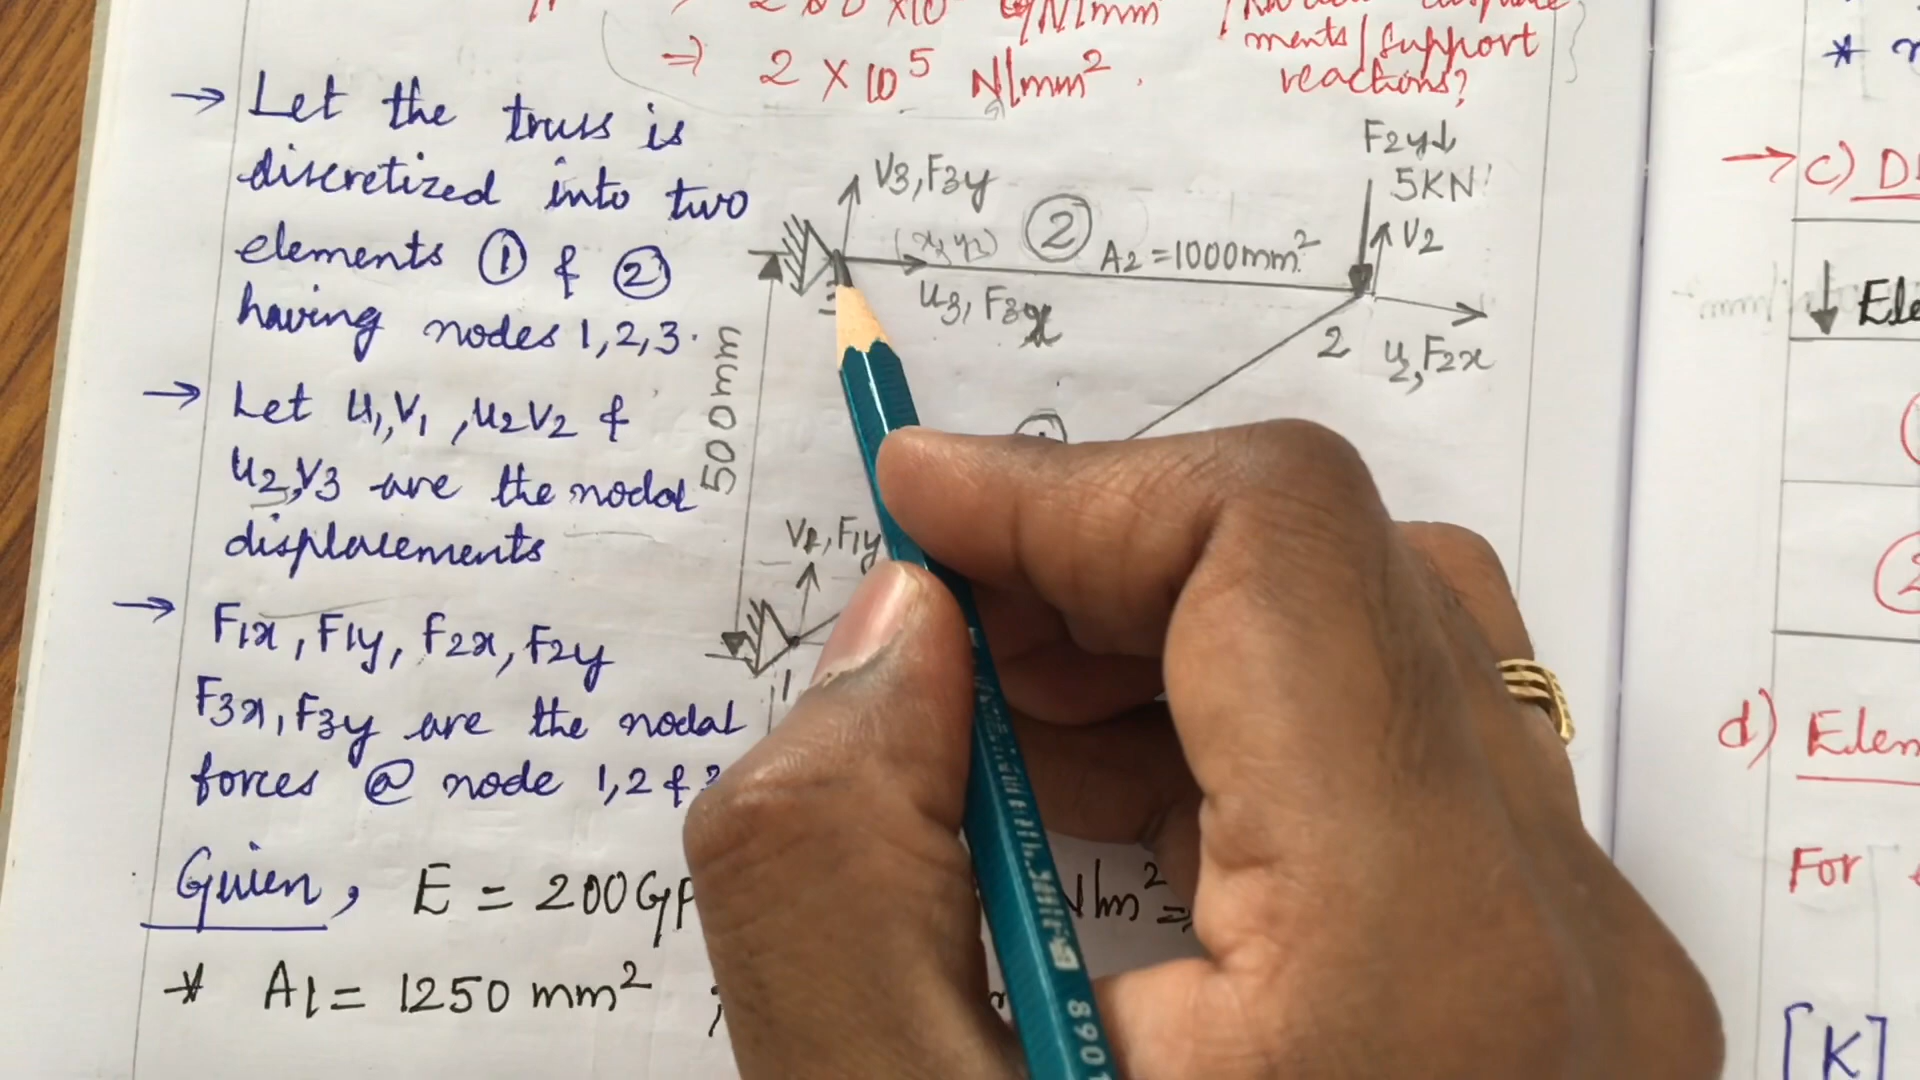 ⇒ 2 × 10⁵ N/mm².
ments/support
reactions?
→ Let the truss is
discretized into two
elements ① & ②
having nodes 1,2,3.
→ Let u1,V1 ,u2V2 &
u2,V3 are the nodal
displacements
→ F1x, F1y, F2x, F2y
F3x, F3y are the nodal
forces @ node 1,2 &
Given, E = 200GP
N/m² =
* A1 = 1250 mm² ;
F2y↓
5KN
V3, F3y
②
A2 = 1000mm²
V2
u3, F3x
2
u2, F2x
500mm
F1y
1
*
→ c)
↓ Ele
d) Elem
For
[K]